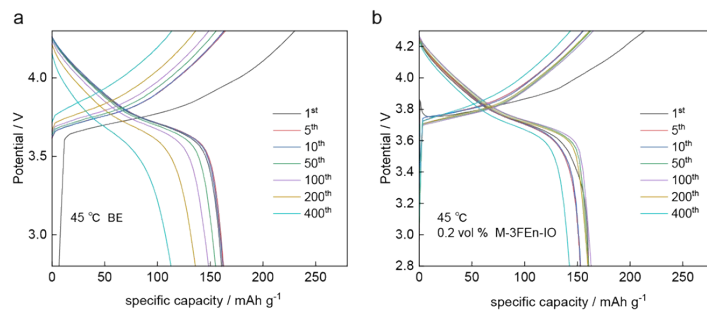 a
4.0
3.5
3.0
Potential / V
0
50
100
150
200
250
specific capacity / mAh g⁻¹
1ˢᵗ
5ᵗʰ
10ᵗʰ
50ᵗʰ
100ᵗʰ
200ᵗʰ
400ᵗʰ
45 ℃ BE
b
4.2
4.0
3.8
3.6
3.4
3.2
3.0
2.8
Potential / V
0
50
100
150
200
250
specific capacity / mAh g⁻¹
1ˢᵗ
5ᵗʰ
10ᵗʰ
50ᵗʰ
100ᵗʰ
200ᵗʰ
400ᵗʰ
45 ℃
0.2 vol % M-3FEn-IO